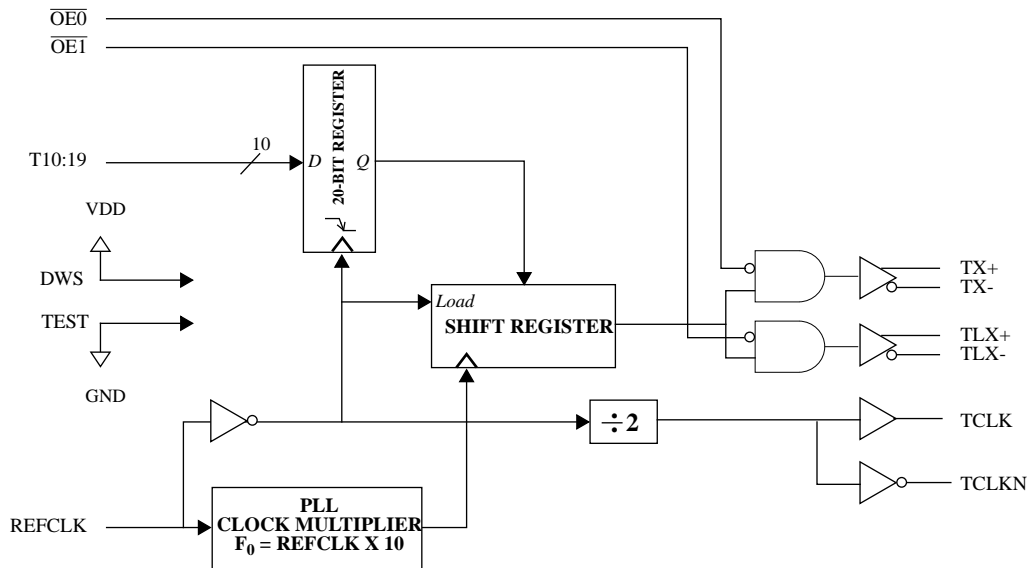 OE0
OE1
T10:19
10
D
Q
20-BIT REGISTER
VDD
DWS
TEST
GND
Load
SHIFT REGISTER
TX+
TX-
TLX+
TLX-
÷2
TCLK
TCLKN
REFCLK
PLL
CLOCK MULTIPLIER
F0 = REFCLK X 10